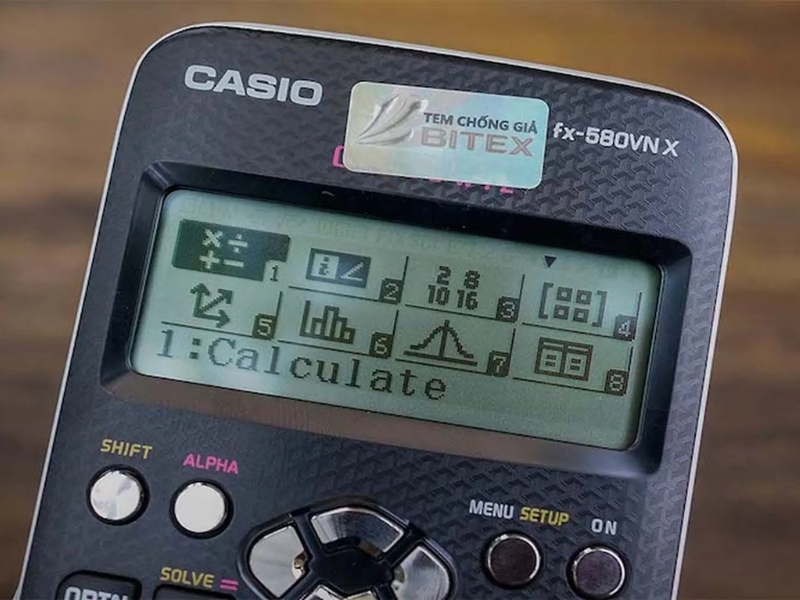 CASIO
TEM CHỐNG GIẢ
BITEX
fx-580VN X
1
2
2 8
10 16
3
4
5
6
7
8
1:Calculate
SHIFT
ALPHA
MENU SETUP
ON
SOLVE =
OPTN